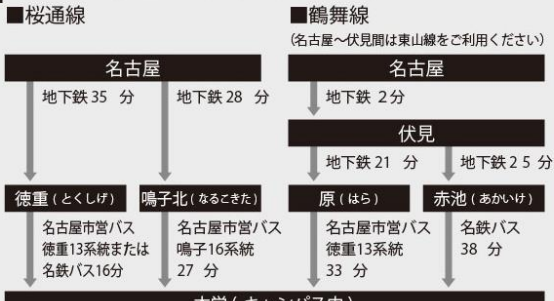 ■桜通線
名古屋
地下鉄 35 分
地下鉄 28 分
徳重 ( とくしげ )
鳴子北 ( なるこきた )
名古屋市営バス
徳重13系統または
名鉄バス16分
名古屋市営バス
鳴子16系統
27 分
■鶴舞線
(名古屋～伏見間は東山線をご利用ください)
名古屋
地下鉄 2分
伏見
地下鉄 21 分
地下鉄 2 5 分
原 ( はら )
赤池 ( あかいけ )
名古屋市営バス
徳重13系統
33 分
名鉄バス
38 分